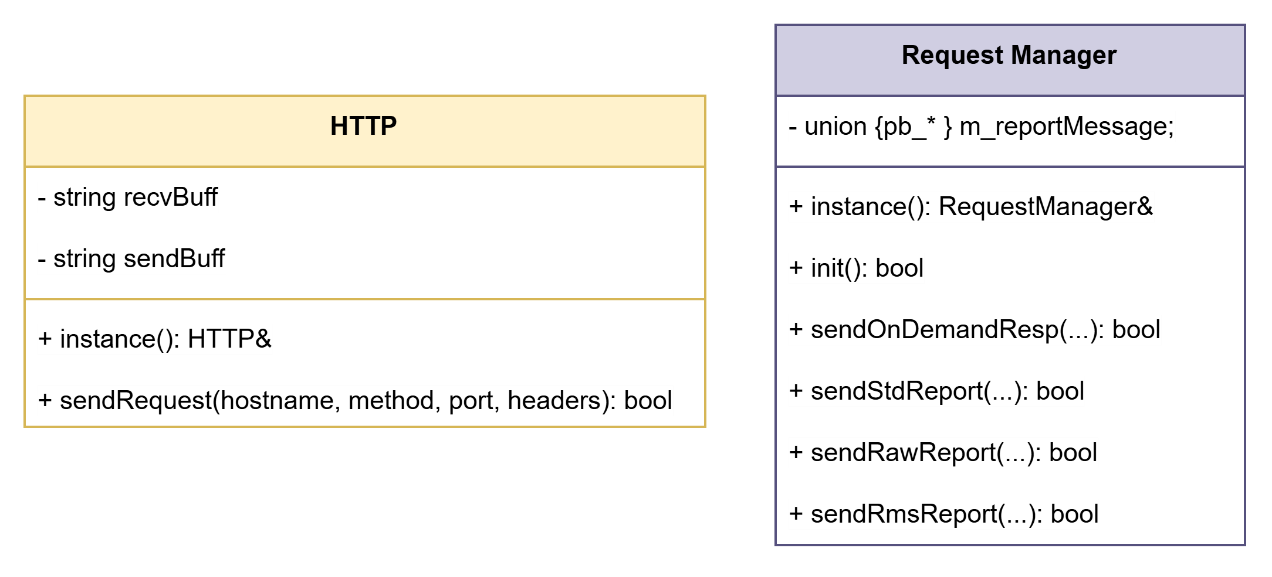 HTTP
- string recvBuff
- string sendBuff
+ instance(): HTTP&
+ sendRequest(hostname, method, port, headers): bool
Request Manager
- union {pb_* } m_reportMessage;
+ instance(): RequestManager&
+ init(): bool
+ sendOnDemandResp(...): bool
+ sendStdReport(...): bool
+ sendRawReport(...): bool
+ sendRmsReport(...): bool